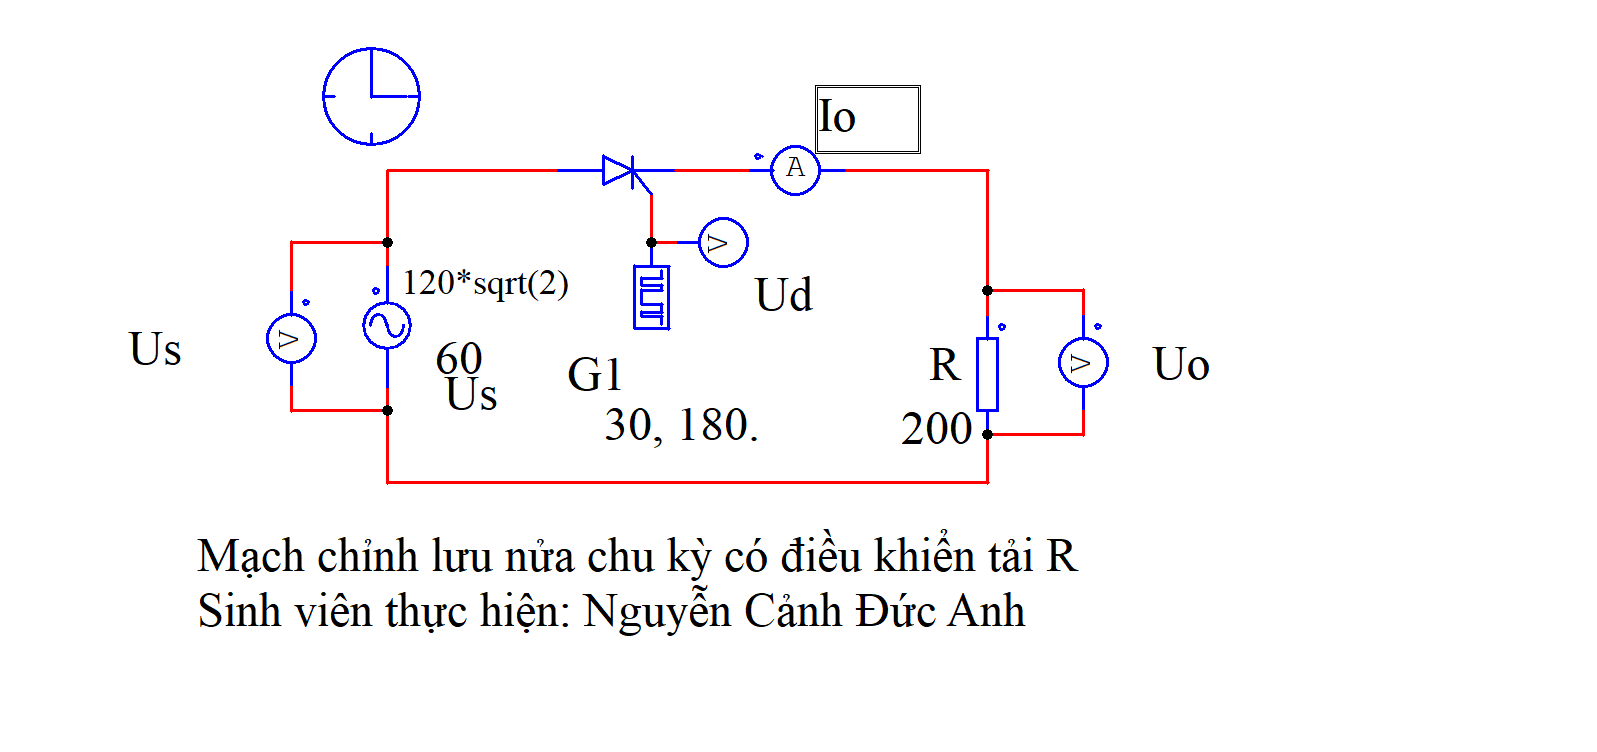 Io
A
V
120*sqrt(2)
Ud
Us
V
60
Us
G1
30, 180.
R
200
V
Uo
Mạch chỉnh lưu nửa chu kỳ có điều khiển tải R
Sinh viên thực hiện: Nguyễn Cảnh Đức Anh